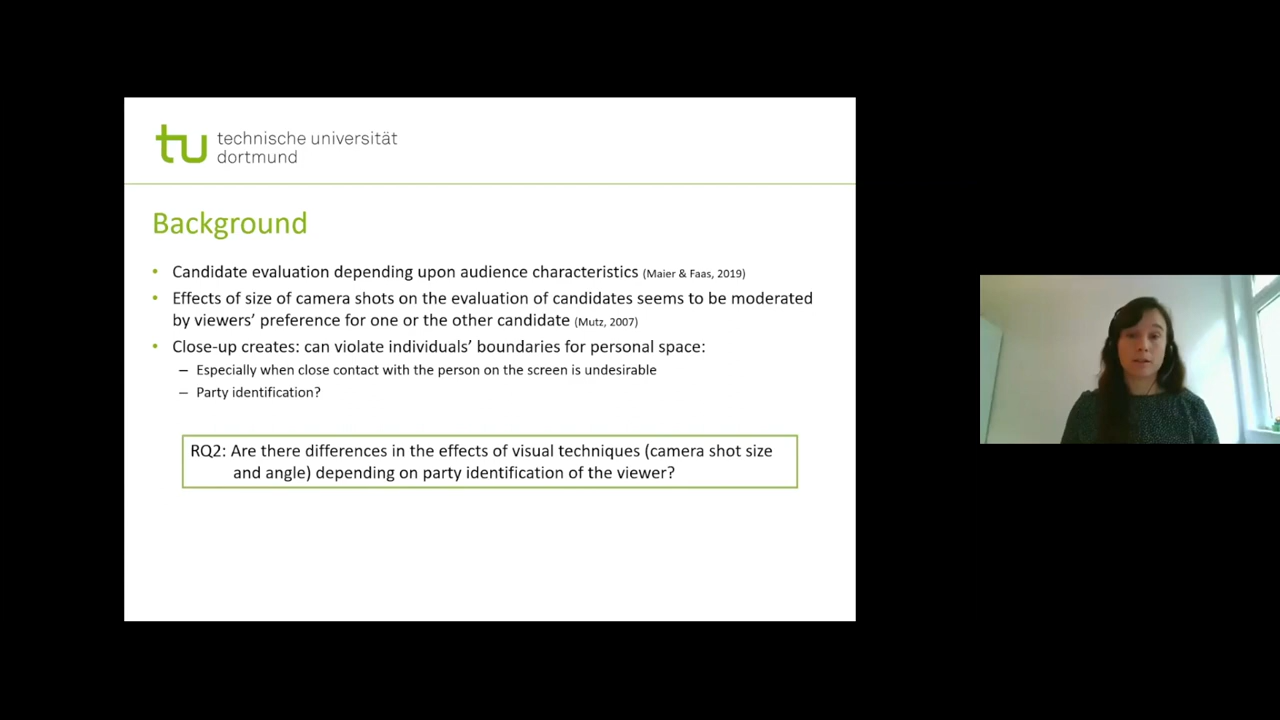 tu technische universität
dortmund
Background
• Candidate evaluation depending upon audience characteristics (Maier & Faas, 2019)
• Effects of size of camera shots on the evaluation of candidates seems to be moderated
by viewers’ preference for one or the other candidate (Mutz, 2007)
• Close-up creates: can violate individuals’ boundaries for personal space:
– Especially when close contact with the person on the screen is undesirable
– Party identification?
RQ2: Are there differences in the effects of visual techniques (camera shot size
and angle) depending on party identification of the viewer?